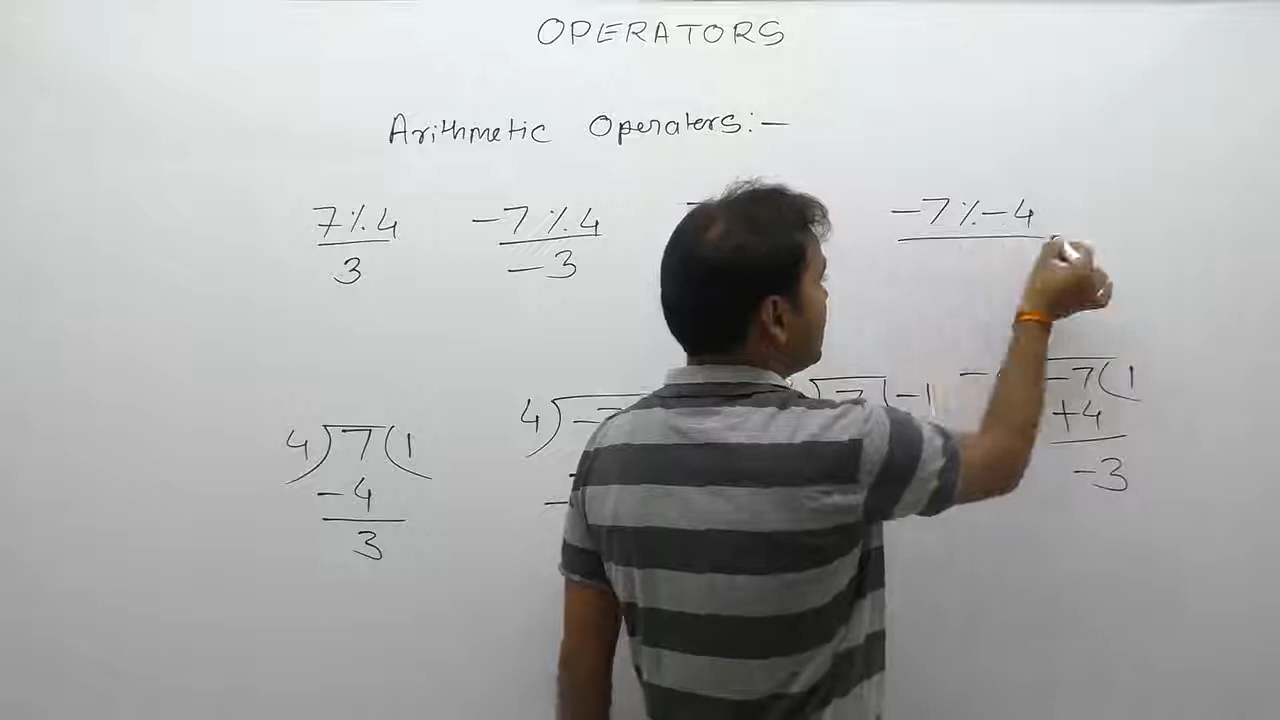 OPERATORS
Arithmetic Operators:-
7%4 -7%4 -7%-4
3 -3
4)7(1 4) 7 -1 -7(1
-4 +4
3 -3